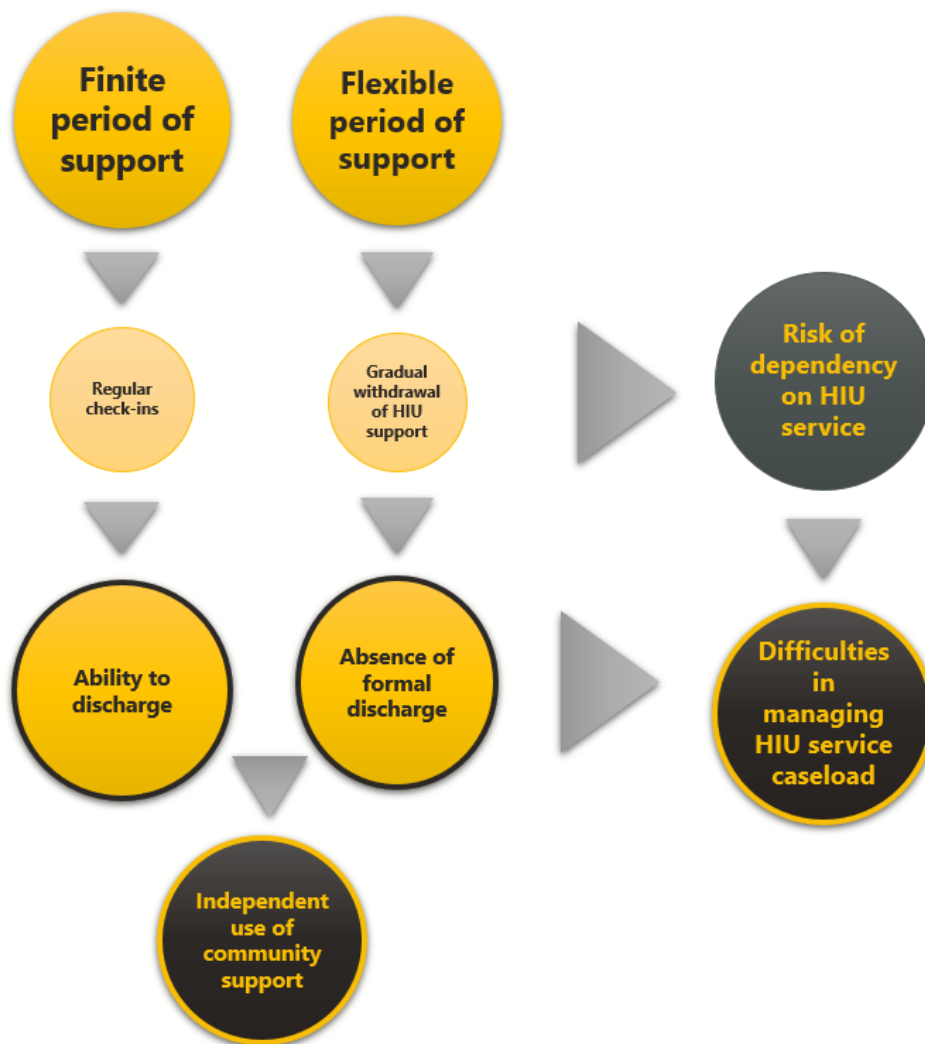 Finite
period of
support
Flexible
period of
support
Regular
check-ins
Gradual
withdrawal
of HIU
support
Risk of
dependency
on HIU
service
Ability to
discharge
Absence of
formal
discharge
Difficulties
in
managing
HIU service
caseload
Independent
use of
community
support